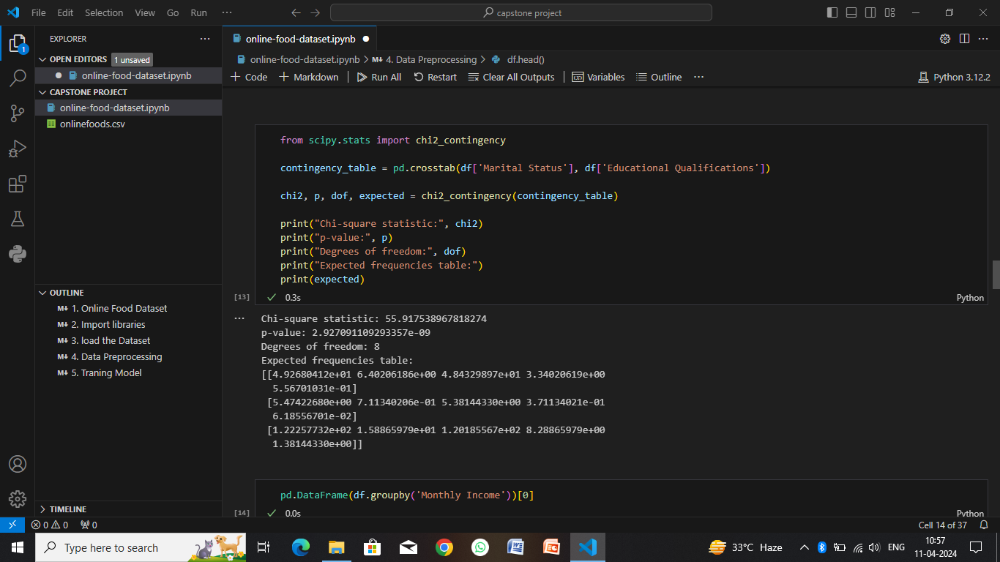 File Edit Selection View Go Run ···
capstone project
EXPLORER ···
OPEN EDITORS 1 unsaved
online-food-dataset.ipynb
CAPSTONE PROJECT
online-food-dataset.ipynb
onlinefoods.csv
OUTLINE
M↓ 1. Online Food Dataset
M↓ 2. Import libraries
M↓ 3. load the Dataset
M↓ 4. Data Preprocessing
M↓ 5. Traning Model
TIMELINE
online-food-dataset.ipynb
online-food-dataset.ipynb > M↓ 4. Data Preprocessing > df.head()
+ Code + Markdown Run All Restart Clear All Outputs Variables Outline ··· Python 3.12.2
from scipy.stats import chi2_contingency
contingency_table = pd.crosstab(df['Marital Status'], df['Educational Qualifications'])
chi2, p, dof, expected = chi2_contingency(contingency_table)
print("Chi-square statistic:", chi2)
print("p-value:", p)
print("Degrees of freedom:", dof)
print("Expected frequencies table:")
print(expected)
[13] ✓ 0.3s Python
··· Chi-square statistic: 55.917538967818274
p-value: 2.927091109293357e-09
Degrees of freedom: 8
Expected frequencies table:
[[4.92680412e+01 6.40206186e+00 4.84329897e+01 3.34020619e+00
5.56701031e-01]
[5.47422680e+00 7.11340206e-01 5.38144330e+00 3.71134021e-01
6.18556701e-02]
[1.22257732e+02 1.58865979e+01 1.20185567e+02 8.28865979e+00
1.38144330e+00]]
pd.DataFrame(df.groupby('Monthly Income'))[0]
[14] ✓ 0.0s Python
0 0 0 Cell 14 of 37
Type here to search
33°C Haze ENG 10:57
11-04-2024